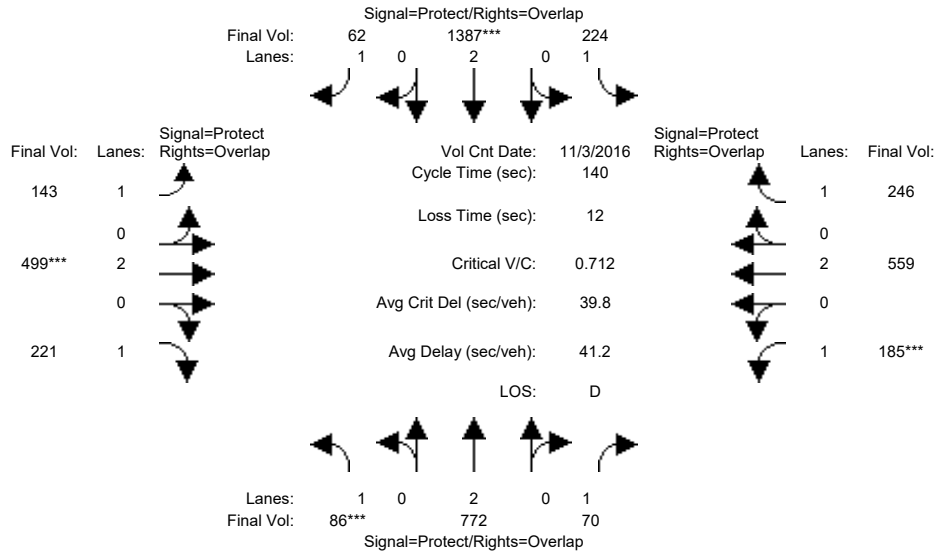 Signal=Protect/Rights=Overlap
Final Vol: 62 1387*** 224
Lanes: 1 0 2 0 1
Signal=Protect
Final Vol: Lanes: Rights=Overlap
Vol Cnt Date: 11/3/2016
Signal=Protect
Rights=Overlap Lanes: Final Vol:
Cycle Time (sec): 140
143 1
1 246
Loss Time (sec): 12
0
0
499*** 2
Critical V/C: 0.712
2 559
0
Avg Crit Del (sec/veh): 39.8
0
221 1
Avg Delay (sec/veh): 41.2
1 185***
LOS: D
Lanes: 1 0 2 0 1
Final Vol: 86*** 772 70
Signal=Protect/Rights=Overlap